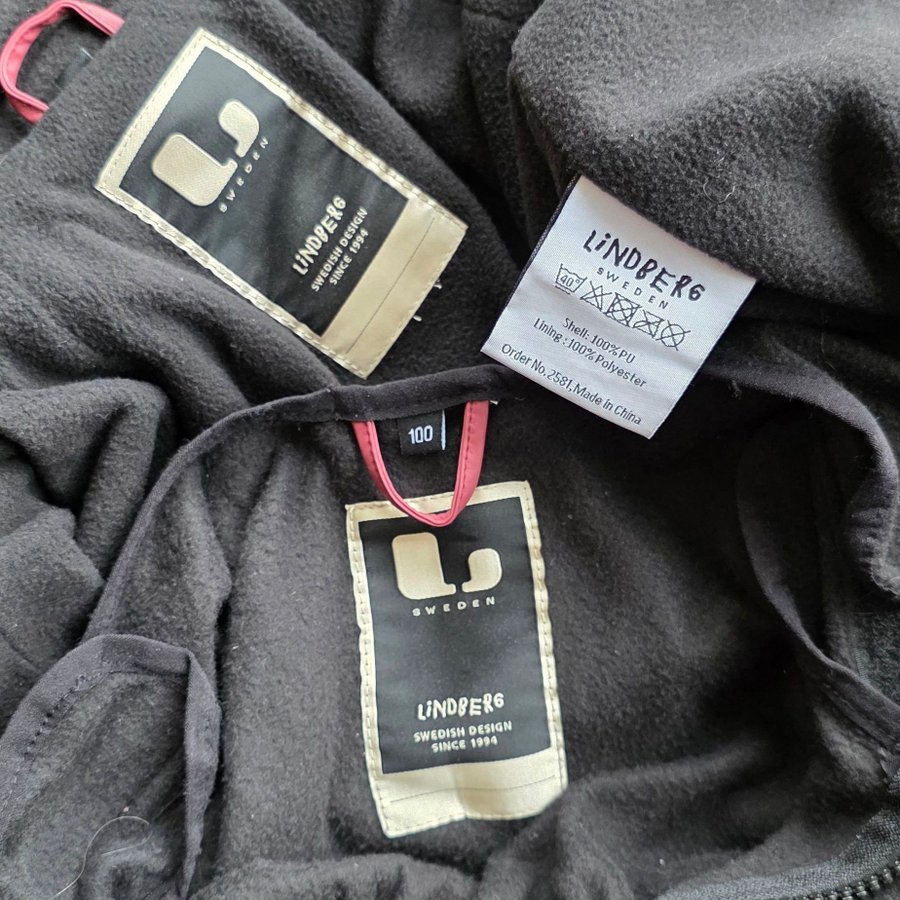 L
SWEDEN
LiNDBERG
SWEDISH DESIGN
SINCE 1994
LiNDBERG
SWEDEN
40°
Shell: 100%PU
Lining :100%Polyester
Order No.2581,Made in China
100
L
SWEDEN
LiNDBERG
SWEDISH DESIGN
SINCE 1994